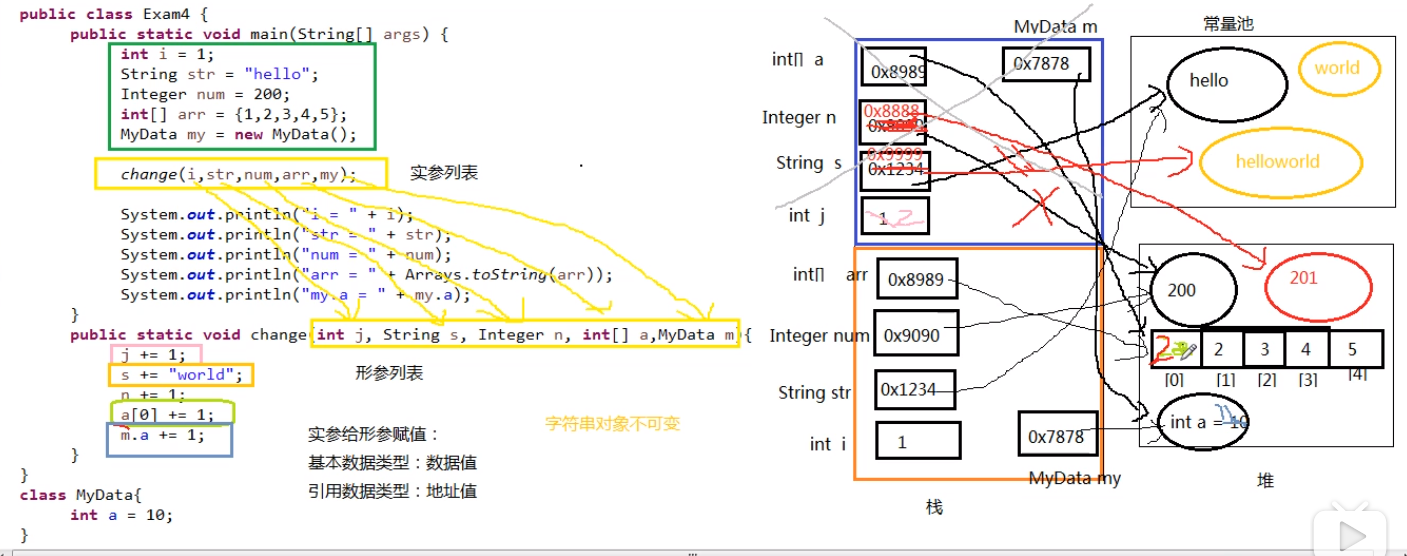 public class Exam4 {
public static void main(String[] args) {
int i = 1;
String str = "hello";
Integer num = 200;
int[] arr = {1,2,3,4,5};
MyData my = new MyData();
change(i,str,num,arr,my);
实参列表
System.out.println("i = " + i);
System.out.println("str = " + str);
System.out.println("num = " + num);
System.out.println("arr = " + Arrays.toString(arr));
System.out.println("my.a = " + my.a);
}
public static void change(int j, String s, Integer n, int[] a,MyData m){
j += 1;
s += "world";
n += 1;
a[0] += 1;
m.a += 1;
}
}
class MyData{
int a = 10;
}
形参列表
实参给形参赋值：
基本数据类型：数据值
引用数据类型：地址值
字符串对象不可变
MyData m
int[] a
0x8989
0x7878
Integer n
0x8888
String s
0x9999
0x1234
int j
1 2
int[] arr
0x8989
Integer num
0x9090
String str
0x1234
int i
1
0x7878
MyData my
栈
常量池
hello
world
helloworld
200
201
2
2
3
4
5
[0]
[1]
[2]
[3]
[4]
int a = 10
堆